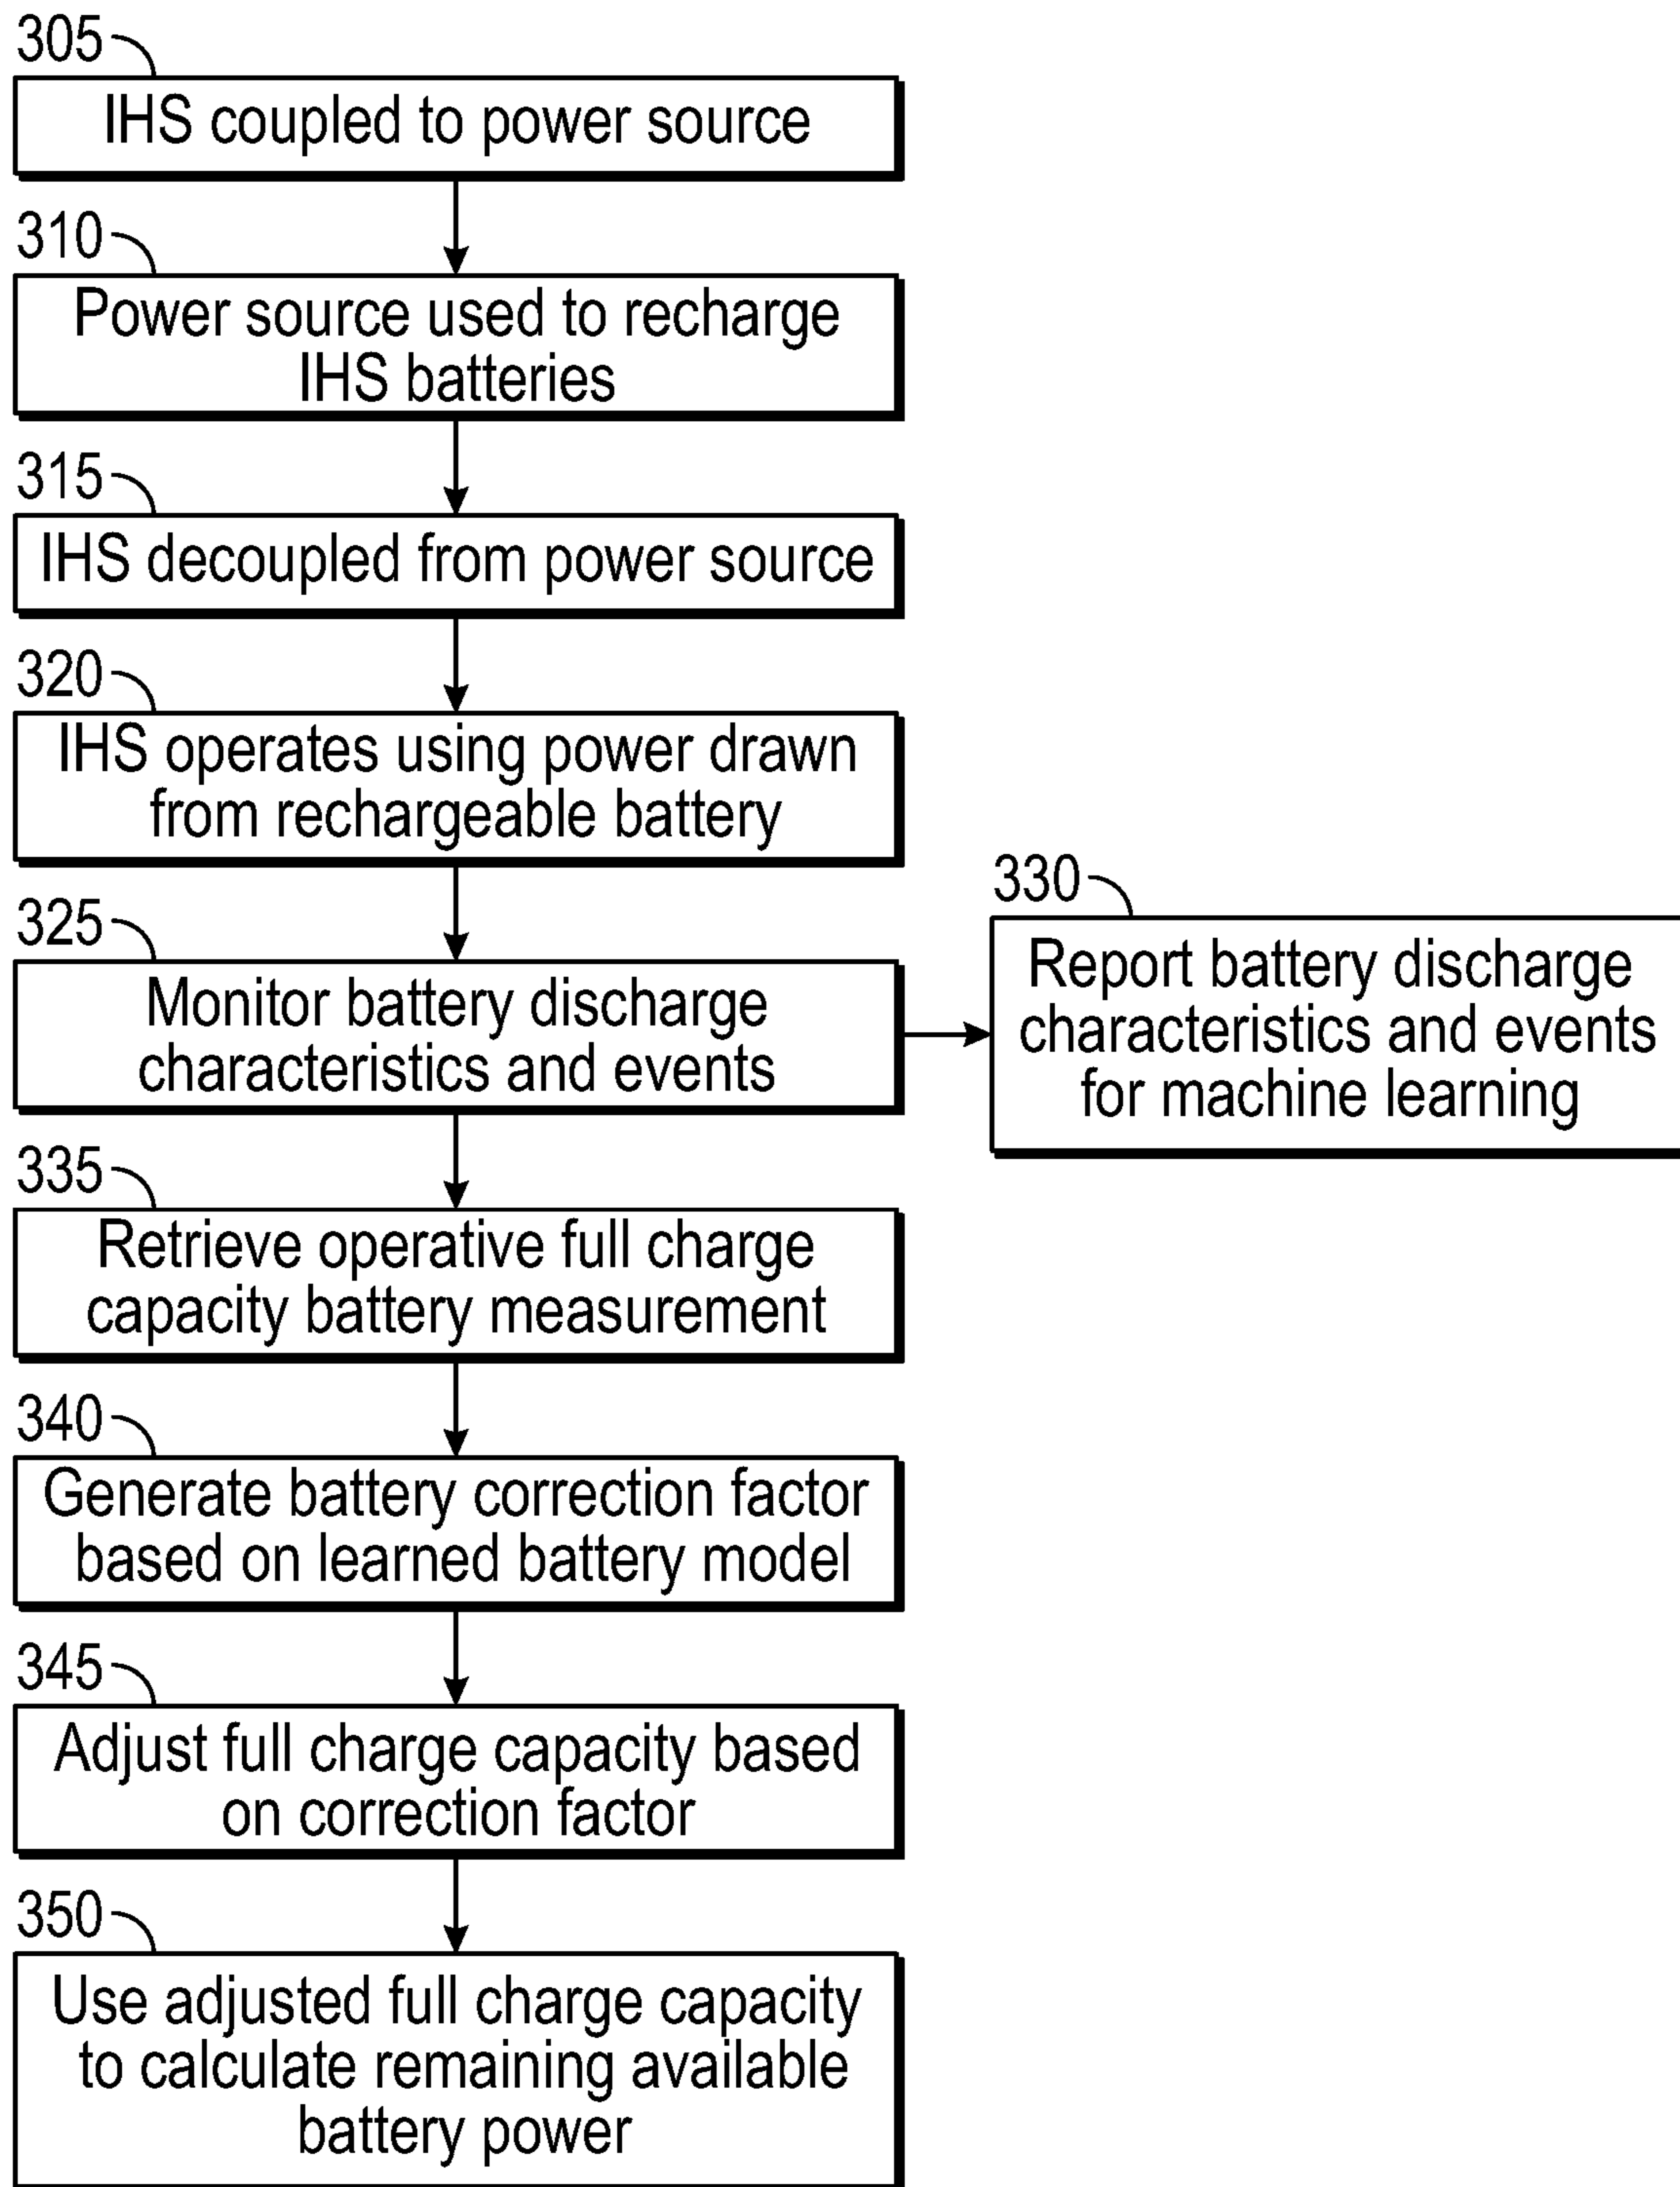 305
IHS coupled to power source
310
Power source used to recharge
IHS batteries
315
IHS decoupled from power source
320
IHS operates using power drawn
from rechargeable battery
325
Monitor battery discharge
characteristics and events
330
Report battery discharge
characteristics and events
for machine learning
335
Retrieve operative full charge
capacity battery measurement
340
Generate battery correction factor
based on learned battery model
345
Adjust full charge capacity based
on correction factor
350
Use adjusted full charge capacity
to calculate remaining available
battery power